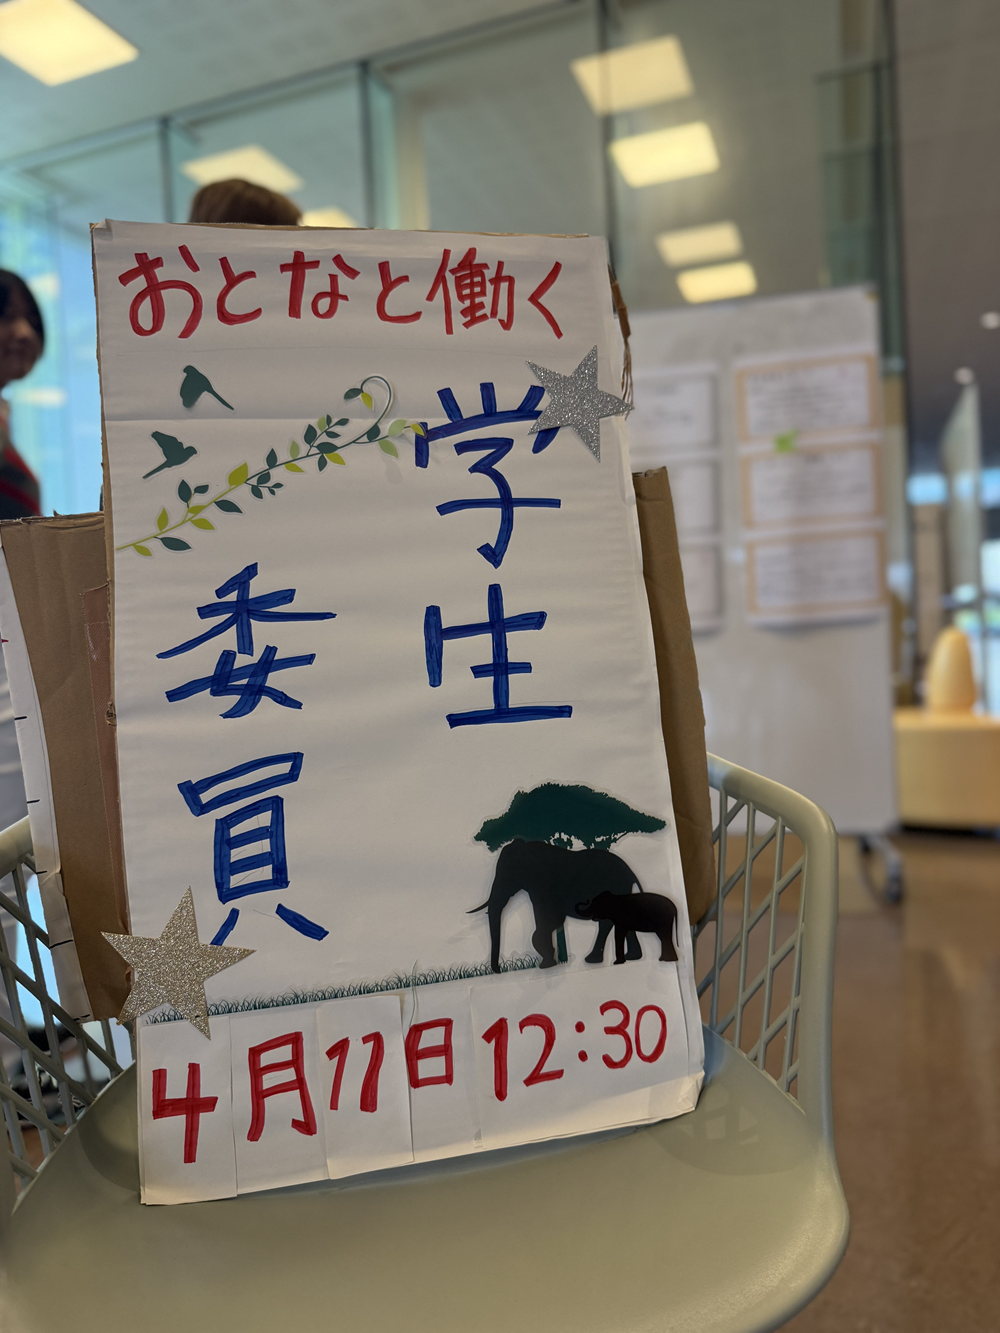 おとなと働く
学生
委員
4月11日 12:30